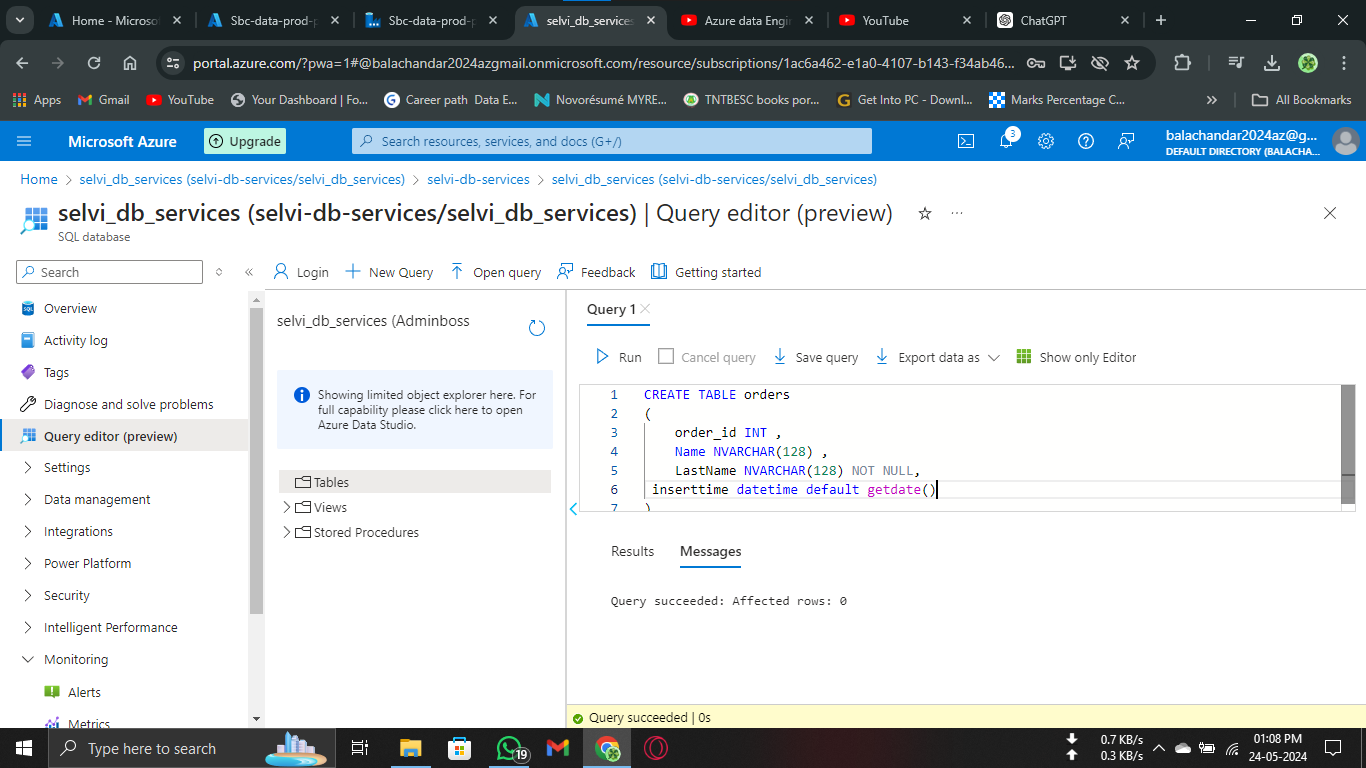 Home - Microso
Sbc-data-prod-p
Sbc-data-prod-p
selvi_db_services
Azure data Engin
YouTube
ChatGPT
portal.azure.com/?pwa=1#@balachandar2024azgmail.onmicrosoft.com/resource/subscriptions/1ac6a462-e1a0-4107-b143-f34ab46...
Apps
Gmail
YouTube
Your Dashboard | Fo...
Career path Data E...
Novorésumé MYRE...
TNTBESC books por...
Get Into PC - Downl...
Marks Percentage C...
All Bookmarks
Microsoft Azure
Upgrade
Search resources, services, and docs (G+/)
3
balachandar2024az@g...
DEFAULT DIRECTORY (BALACHA...
Home > selvi_db_services (selvi-db-services/selvi_db_services) > selvi-db-services > selvi_db_services (selvi-db-services/selvi_db_services)
selvi_db_services (selvi-db-services/selvi_db_services) | Query editor (preview)
SQL database
Search
Login
New Query
Open query
Feedback
Getting started
Overview
Activity log
Tags
Diagnose and solve problems
Query editor (preview)
Settings
Data management
Integrations
Power Platform
Security
Intelligent Performance
Monitoring
Alerts
Metrics
selvi_db_services (Adminboss
Showing limited object explorer here. For
full capability please click here to open
Azure Data Studio.
Tables
Views
Stored Procedures
Query 1
Run
Cancel query
Save query
Export data as
Show only Editor
1 CREATE TABLE orders
2 (
3 order_id INT ,
4 Name NVARCHAR(128) ,
5 LastName NVARCHAR(128) NOT NULL,
6 inserttime datetime default getdate()
7 )
Results
Messages
Query succeeded: Affected rows: 0
Query succeeded | 0s
Type here to search
19
0.7 KB/s
0.3 KB/s
01:08 PM
24-05-2024